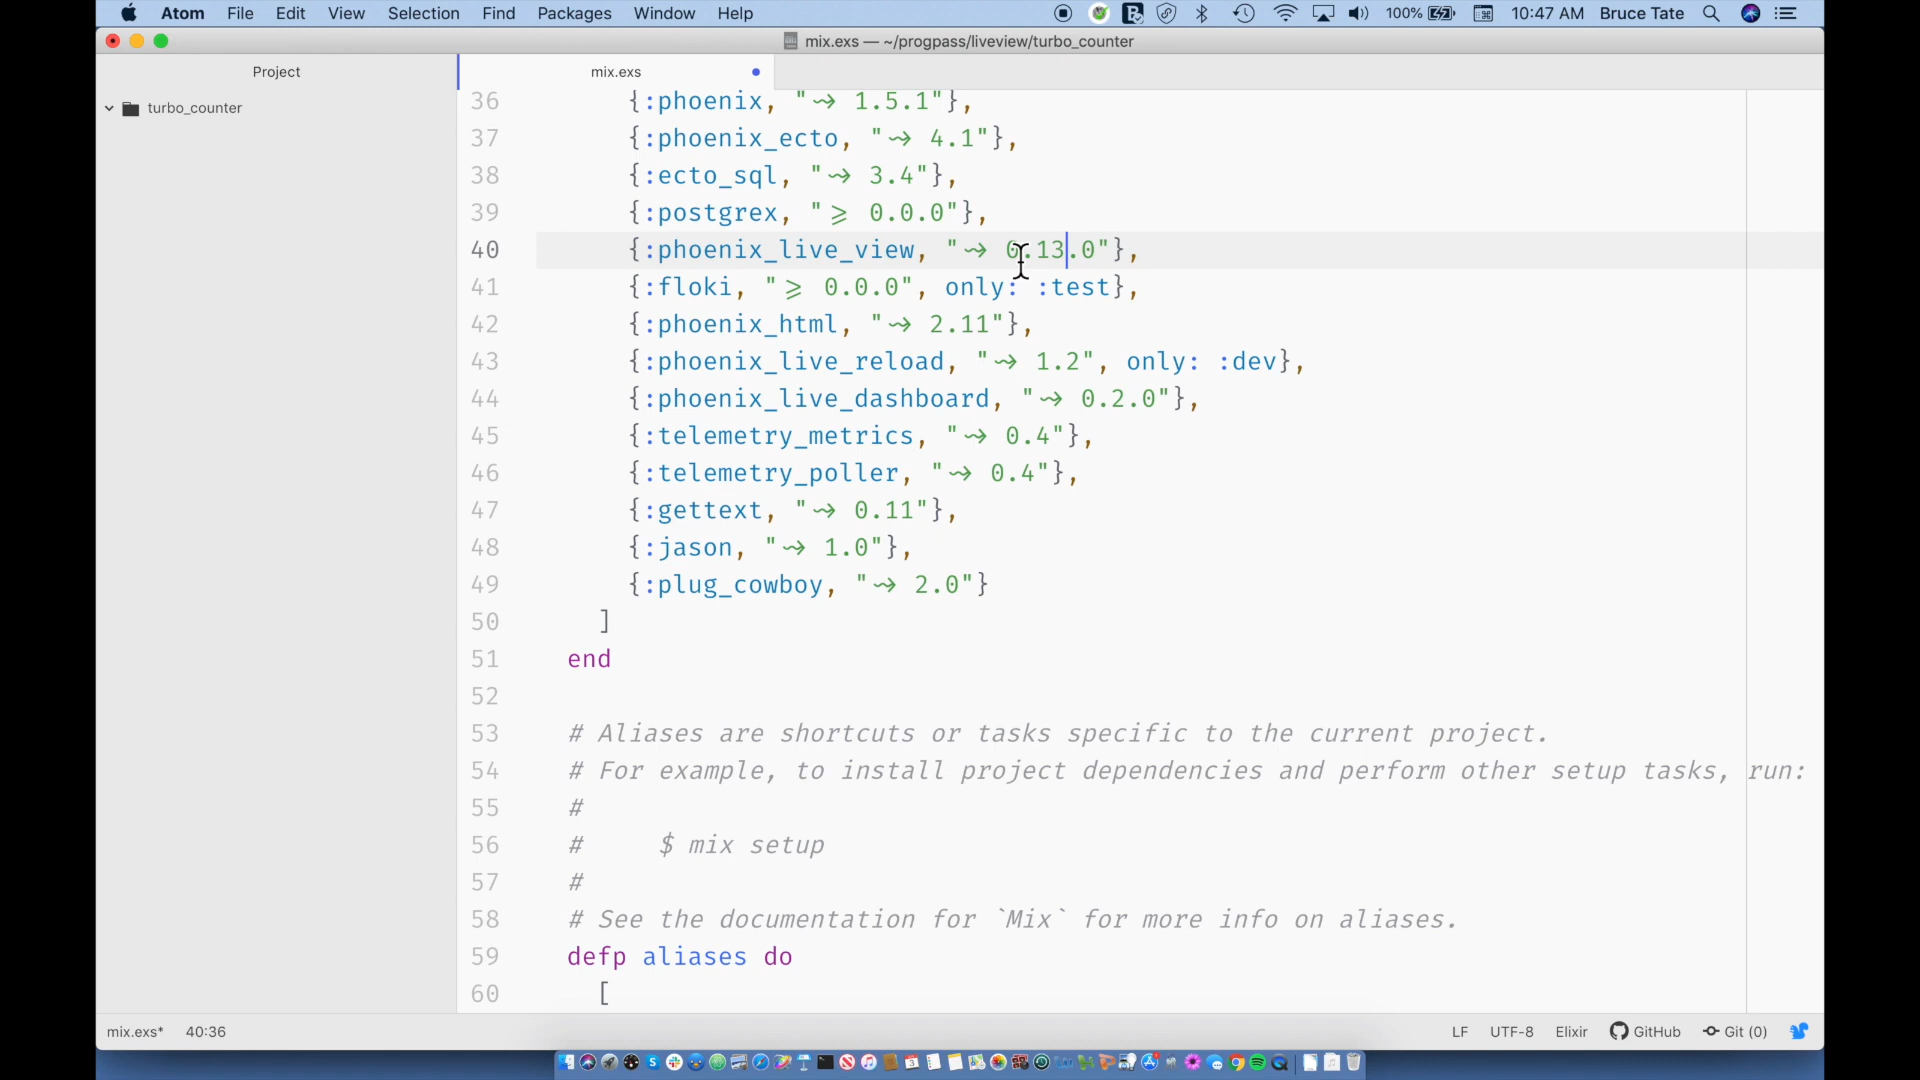 Atom File Edit View Selection Find Packages Window Help 100% 10:47 AM Bruce Tate
mix.exs — ~/progpass/liveview/turbo_counter
Project
mix.exs
turbo_counter
36 {:phoenix, "~> 1.5.1"},
37 {:phoenix_ecto, "~> 4.1"},
38 {:ecto_sql, "~> 3.4"},
39 {:postgrex, ">= 0.0.0"},
40 {:phoenix_live_view, "~> 0.13.0"},
41 {:floki, ">= 0.0.0", only: :test},
42 {:phoenix_html, "~> 2.11"},
43 {:phoenix_live_reload, "~> 1.2", only: :dev},
44 {:phoenix_live_dashboard, "~> 0.2.0"},
45 {:telemetry_metrics, "~> 0.4"},
46 {:telemetry_poller, "~> 0.4"},
47 {:gettext, "~> 0.11"},
48 {:jason, "~> 1.0"},
49 {:plug_cowboy, "~> 2.0"}
50 ]
51 end
52
53 # Aliases are shortcuts or tasks specific to the current project.
54 # For example, to install project dependencies and perform other setup tasks, run:
55 #
56 # $ mix setup
57 #
58 # See the documentation for `Mix` for more info on aliases.
59 defp aliases do
60 [
mix.exs* 40:36 LF UTF-8 Elixir GitHub Git (0)